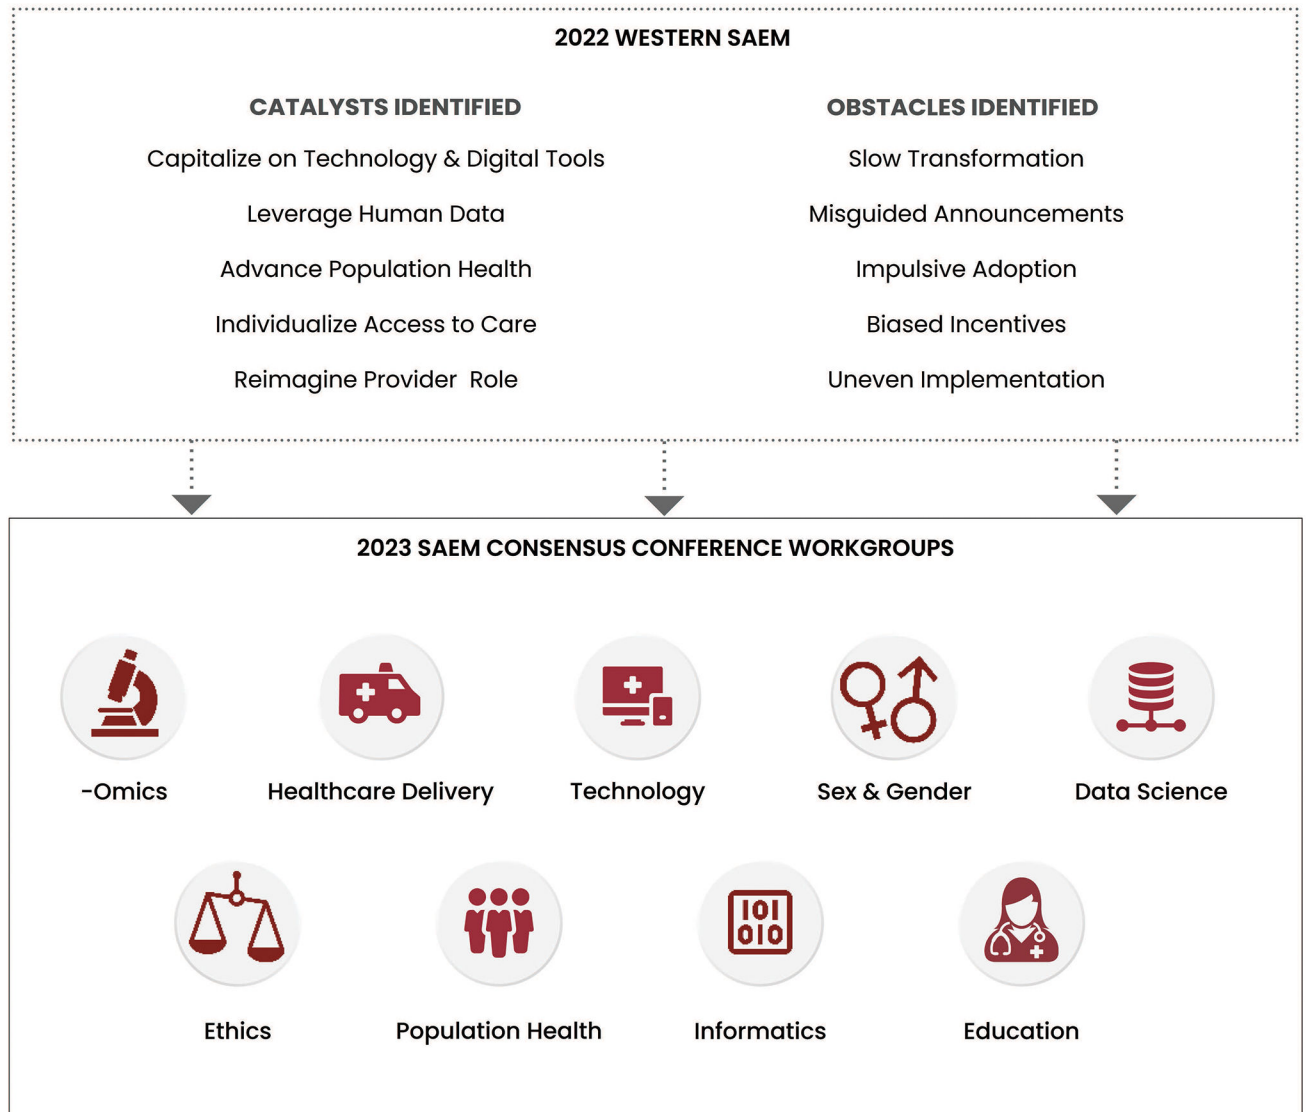 2022 WESTERN SAEM
CATALYSTS IDENTIFIED
Capitalize on Technology & Digital Tools
Leverage Human Data
Advance Population Health
Individualize Access to Care
Reimagine Provider  Role
OBSTACLES IDENTIFIED
Slow Transformation
Misguided Announcements
Impulsive Adoption
Biased Incentives
Uneven Implementation
2023 SAEM CONSENSUS CONFERENCE WORKGROUPS
-Omics
Healthcare Delivery
Technology
Sex & Gender
Data Science
101
010
Ethics
Population Health
Informatics
Education